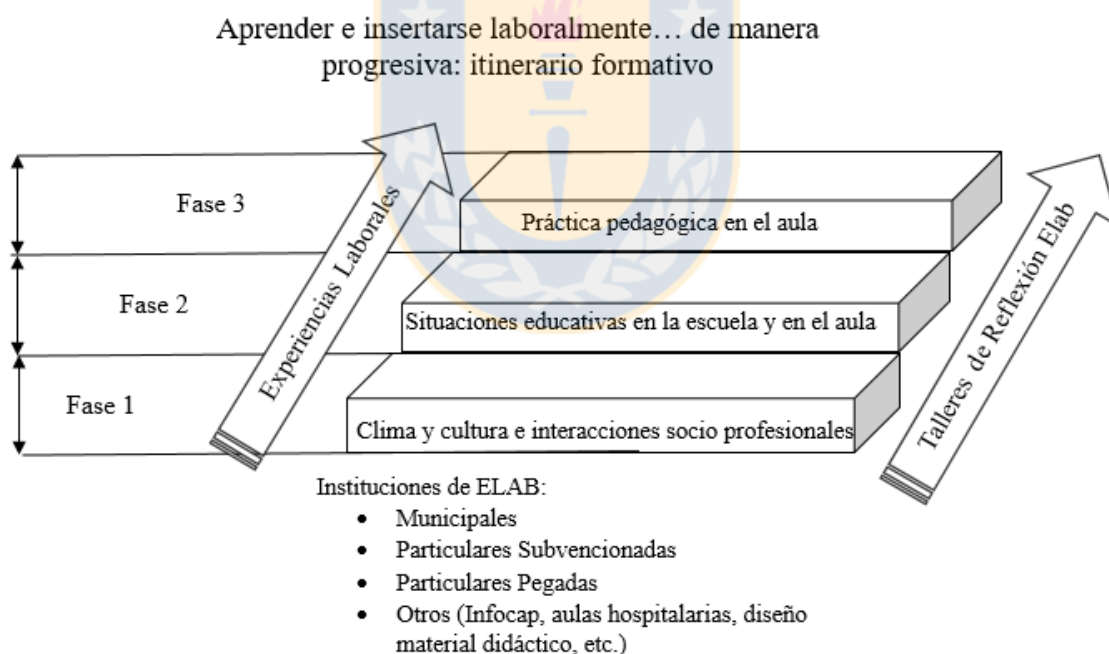 Aprender e insertarse laboralmente… de manera
progresiva: itinerario formativo
Fase 3
Práctica pedagógica en el aula
Fase 2
Situaciones educativas en la escuela y en el aula
Fase 1
Clima y cultura e interacciones socio profesionales
Experiencias Laborales
Talleres de Reflexión Elab
Instituciones de ELAB:
• Municipales
• Particulares Subvencionadas
• Particulares Pegadas
• Otros (Infocap, aulas hospitalarias, diseño
material didáctico, etc.)